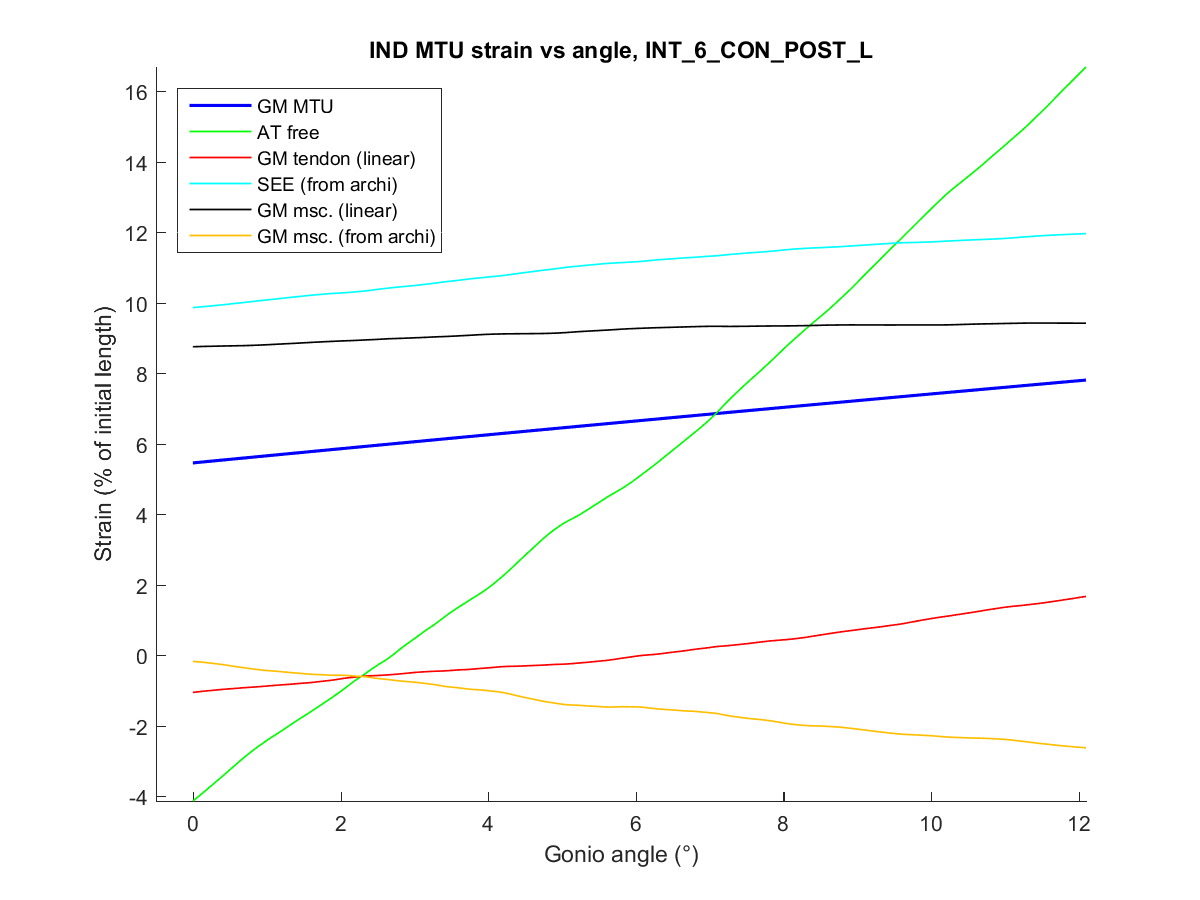 IND MTU strain vs angle, INT_6_CON_POST_L
GM MTU
AT free
GM tendon (linear)
SEE (from archi)
GM msc. (linear)
GM msc. (from archi)
Strain (% of initial length)
16
14
12
10
8
6
4
2
0
-2
-4
0 2 4 6 8 10 12
Gonio angle (°)